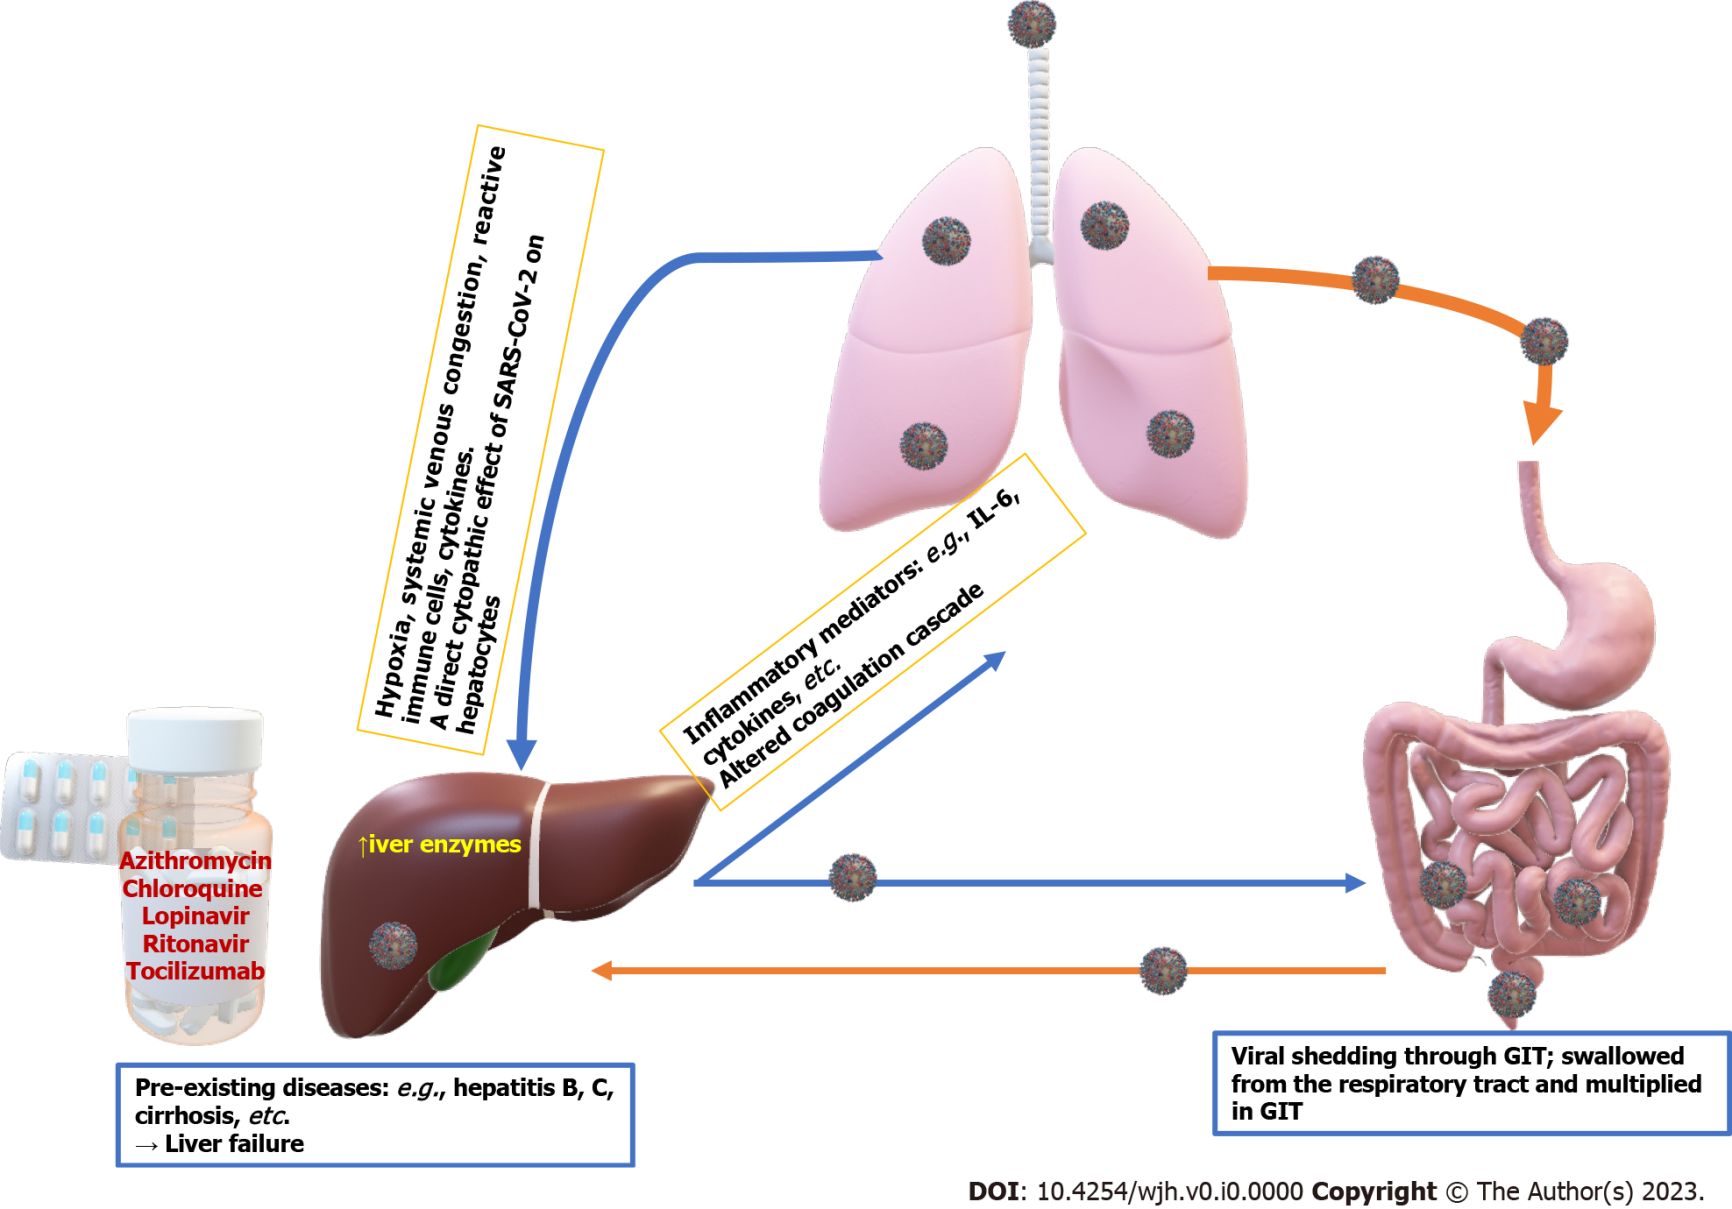 Hypoxia, systemic venous congestion, reactive
immune cells, cytokines.
A direct cytopathic effect of SARS-CoV-2 on
hepatocytes
Inflammatory mediators: e.g., IL-6,
cytokines, etc.
Altered coagulation cascade
↑iver enzymes
Azithromycin
Chloroquine
Lopinavir
Ritonavir
Tocilizumab
Pre-existing diseases: e.g., hepatitis B, C,
cirrhosis, etc.
→ Liver failure
Viral shedding through GIT; swallowed
from the respiratory tract and multiplied
in GIT
DOI: 10.4254/wjh.v0.i0.0000 Copyright © The Author(s) 2023.